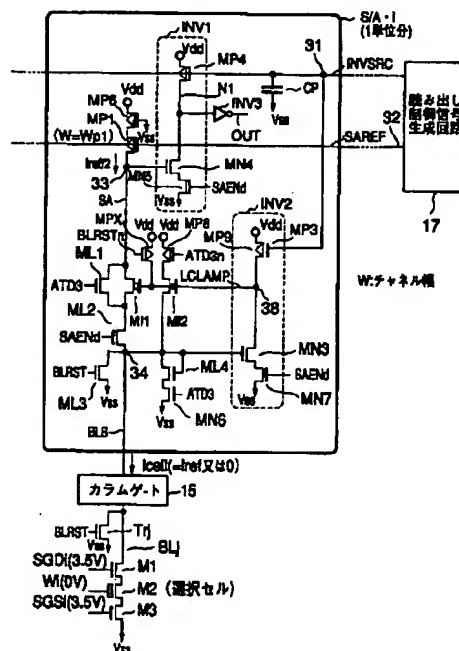 INV1
S/A・I
(1単位分)
Vdd
MP4
31
INVSRC
Vdd
N1
MP6
CP
MP1
Vss
INV3
Vss
読み出し
制御信号
生成回路
OUT
SAREF
32
(W=Wp1)
Iref/2
33
MN4
17
MN5
SAENd
SA
Vss
INV2
MPX
Vdd
MP8
Vdd
BLRSTn
MP9
MP3
ML1
ATD3n
W:チャネル幅
ATD3
LCLAMP
38
ML2
MI1
MI2
SAENd
34
ML4
MN3
BLRST
ATD3
SAENd
ML3
Vss
MN6
Vss
MN7
Vss
BLS
Icell(=Iref又は0)
カラムゲート
15
BLRST
Trj
Vss
BLj
SGDi(3.5V)
M1
Wi(0V)
M2
(選択セル)
SGSi(3.5V)
M3
Vss